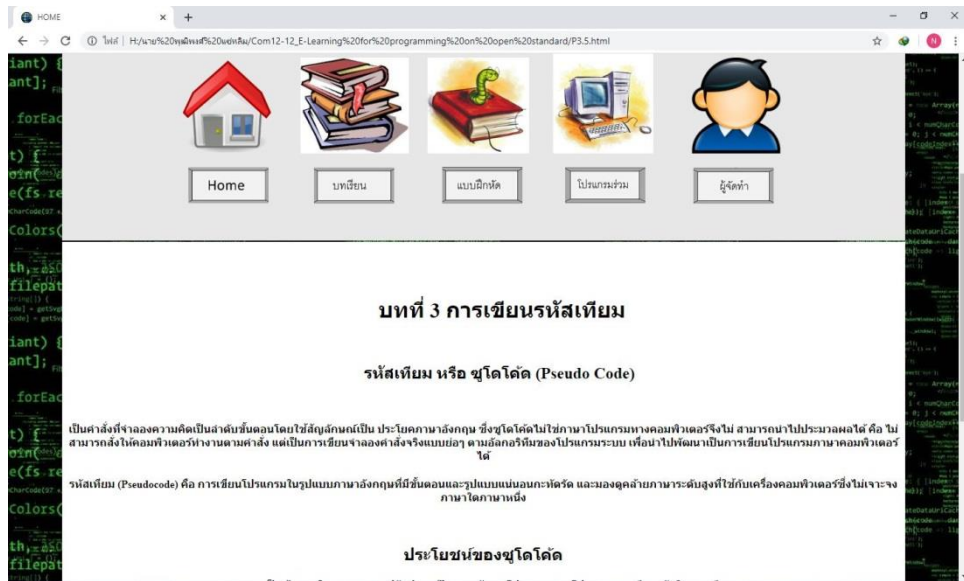 HOME
ไฟล์ | H:/นาย%20พุฒิพงศ์%20แซ่หลิม/Com12-12_E-Learning%20for%20programming%20on%20open%20standard/P3.5.html
N
Home
บทเรียน
แบบฝึกหัด
โปรแกรมร่วม
ผู้จัดทำ
บทที่ 3 การเขียนรหัสเทียม
รหัสเทียม หรือ ซูโดโค้ด (Pseudo Code)
เป็นคำสั่งที่จำลองความคิดเป็นลำดับขั้นตอนโดยใช้สัญลักษณ์เป็น ประโยคภาษาอังกฤษ ซึ่งซูโดโค้ดไม่ใช่ภาษาโปรแกรมทางคอมพิวเตอร์จึงไม่ สามารถนำไปประมวลผลได้ คือ ไม่
สามารถสั่งให้คอมพิวเตอร์ทำงานตามคำสั่ง แต่เป็นการเขียนจำลองคำสั่งจริงแบบย่อๆ ตามอัลกอริทึมของโปรแกรมระบบ เพื่อนำไปพัฒนาเป็นการเขียนโปรแกรมภาษาคอมพิวเตอร์
ได้
รหัสเทียม (Pseudocode) คือ การเขียนโปรแกรมในรูปแบบภาษาอังกฤษที่มีขั้นตอนและรูปแบบแน่นอนกะทัดรัด และมองดูคล้ายภาษาระดับสูงที่ใช้กับเครื่องคอมพิวเตอร์ซึ่งไม่เจาะจง
ภาษาใดภาษาหนึ่ง
ประโยชน์ของซูโดโค้ด